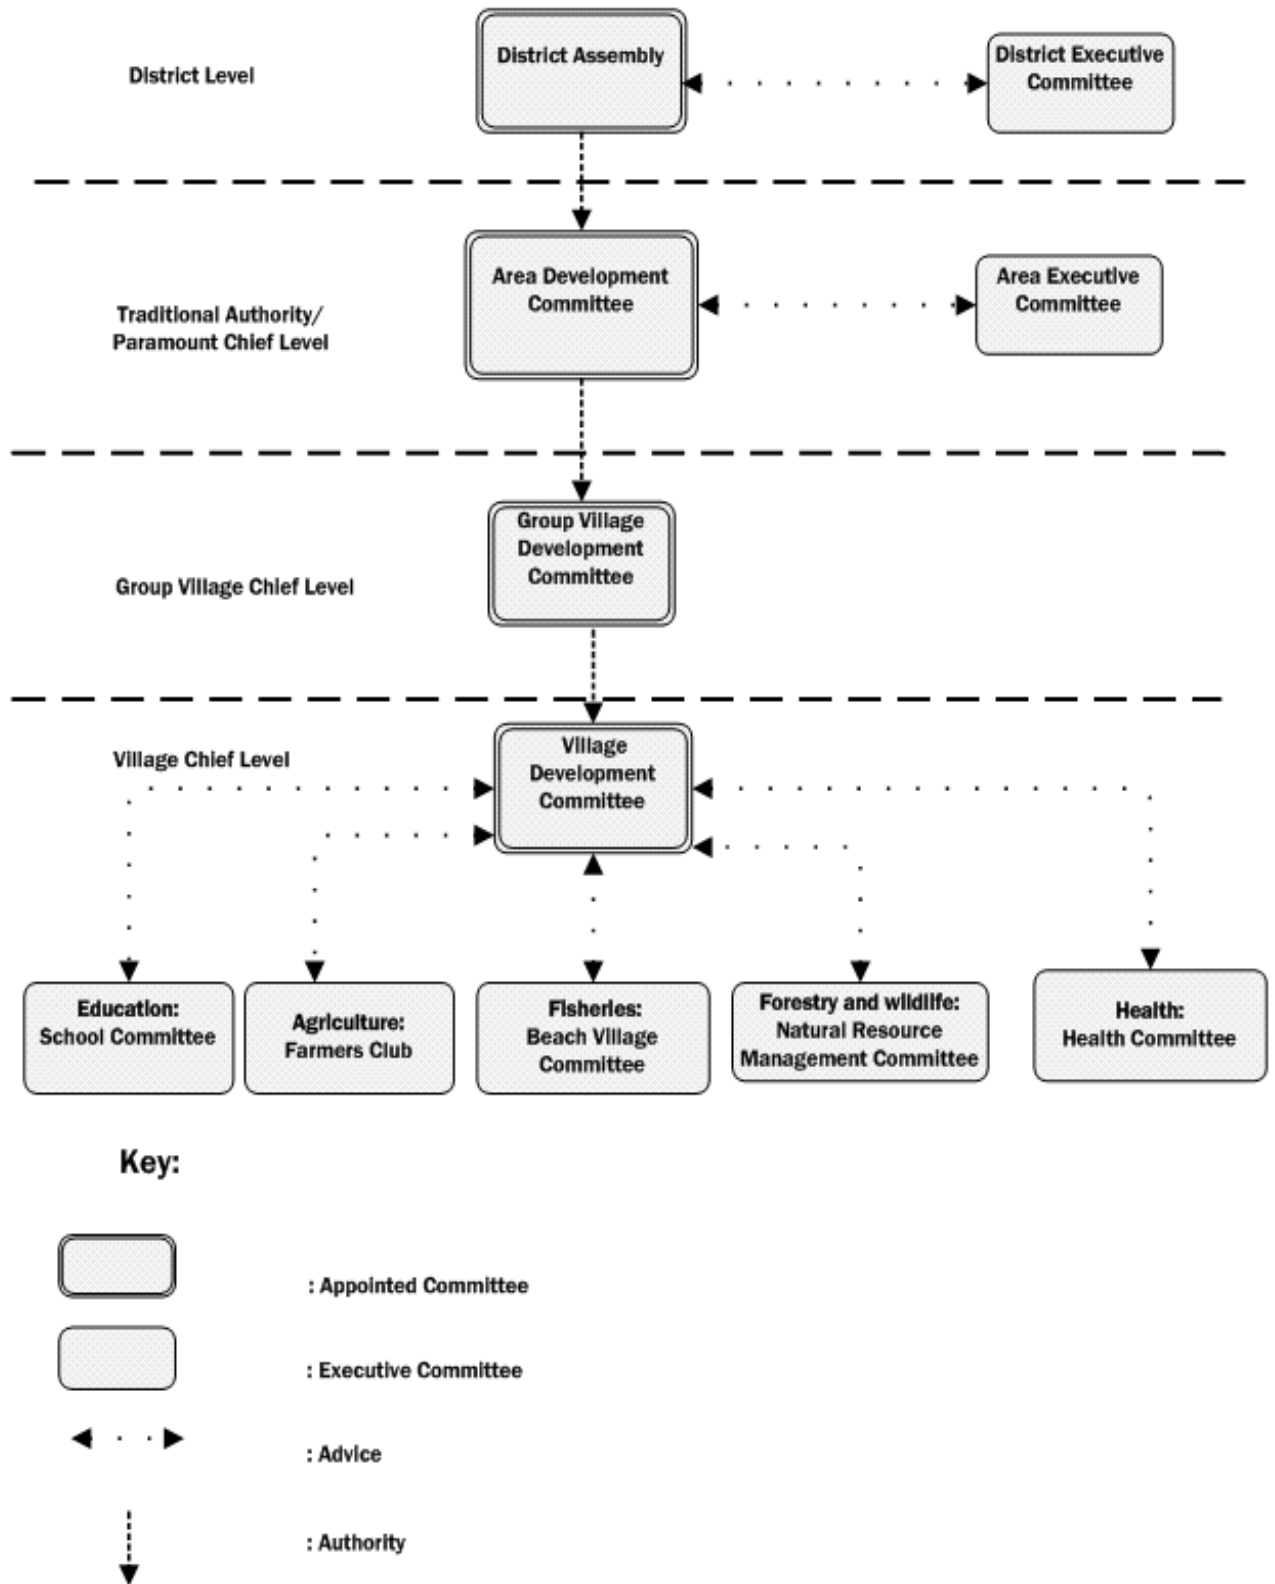 District Level
District Assembly
District Executive
Committee
Traditional Authority/
Paramount Chief Level
Area Development
Committee
Area Executive
Committee
Group Village Chief Level
Group Village
Development
Committee
Village Chief Level
Village
Development
Committee
Education:
School Committee
Agriculture:
Farmers Club
Fisheries:
Beach Village
Committee
Forestry and wildlife:
Natural Resource
Management Committee
Health:
Health Committee
Key:
: Appointed Committee
: Executive Committee
: Advice
: Authority